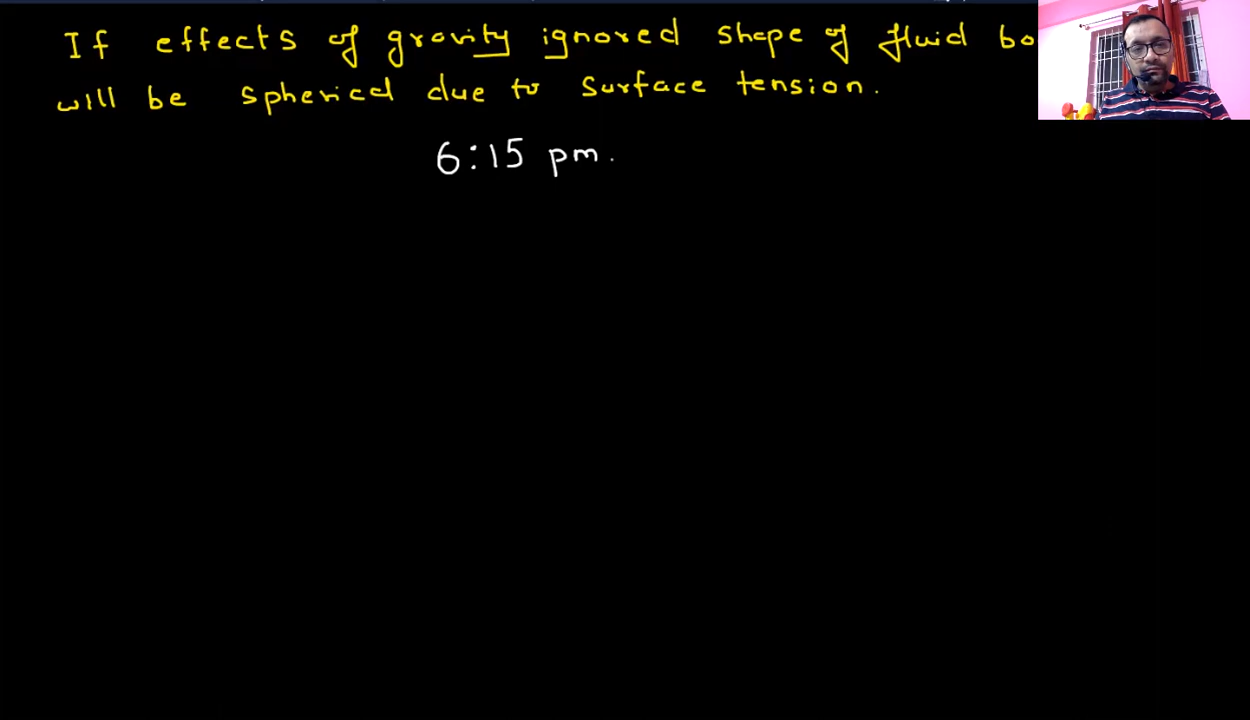 If effects of gravity ignored shape of fluid
will be spherical due to surface tension.
6:15 pm.